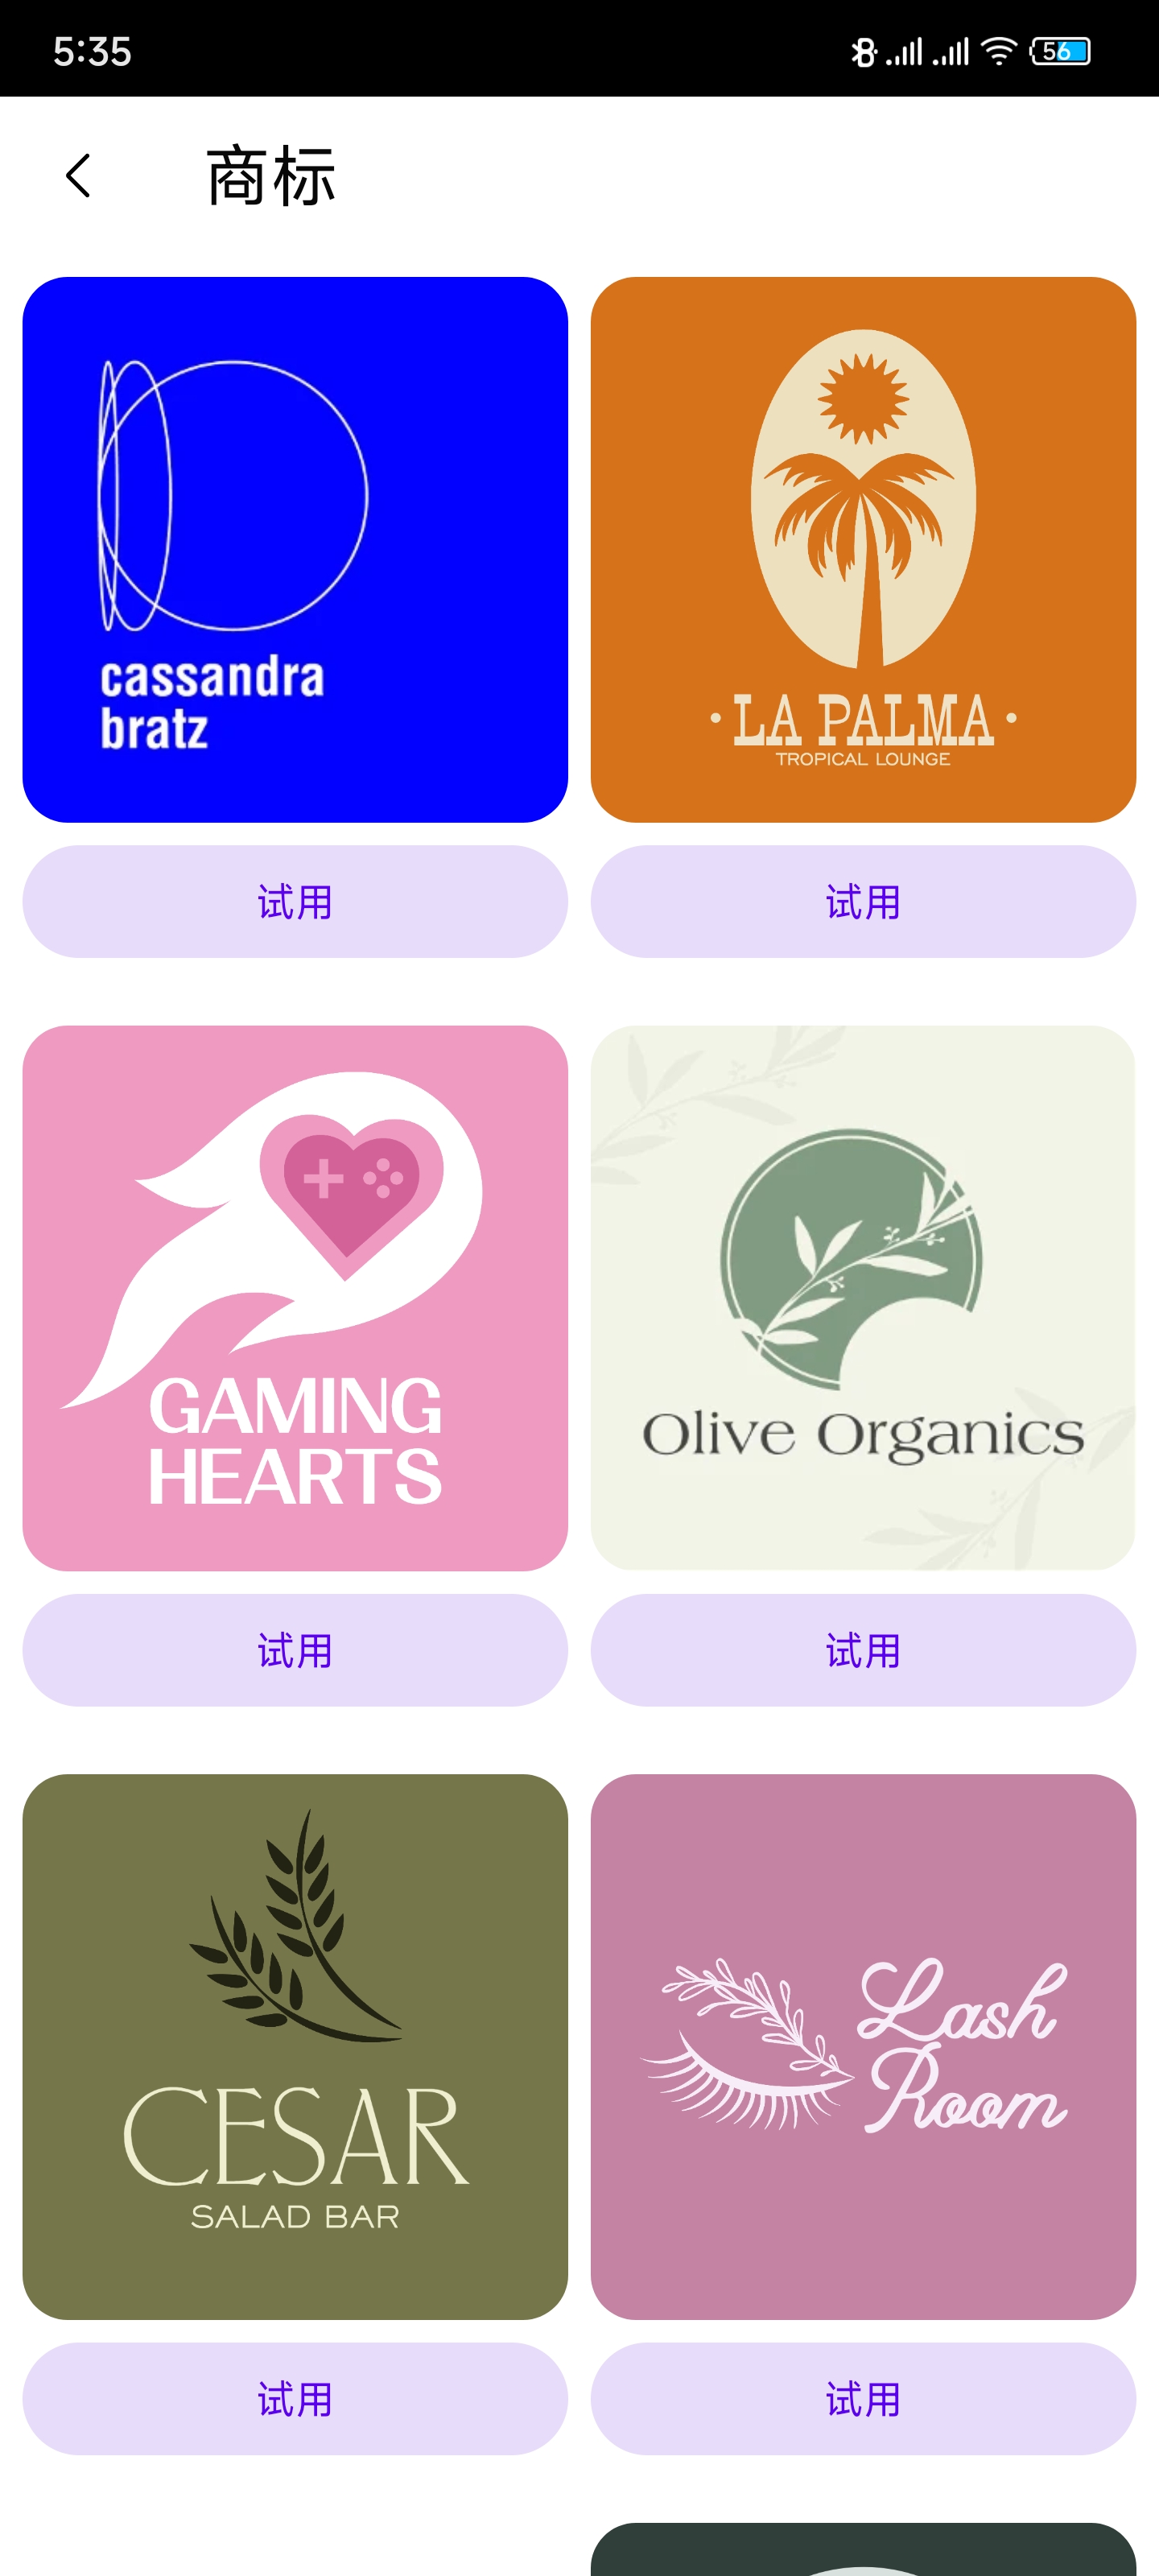 5:35
56
商标
cassandra
bratz
• LA PALMA •
TROPICAL LOUNGE
试用
试用
GAMING
HEARTS
Olive Organics
试用
试用
CESAR
SALAD BAR
Lash
Room
试用
试用